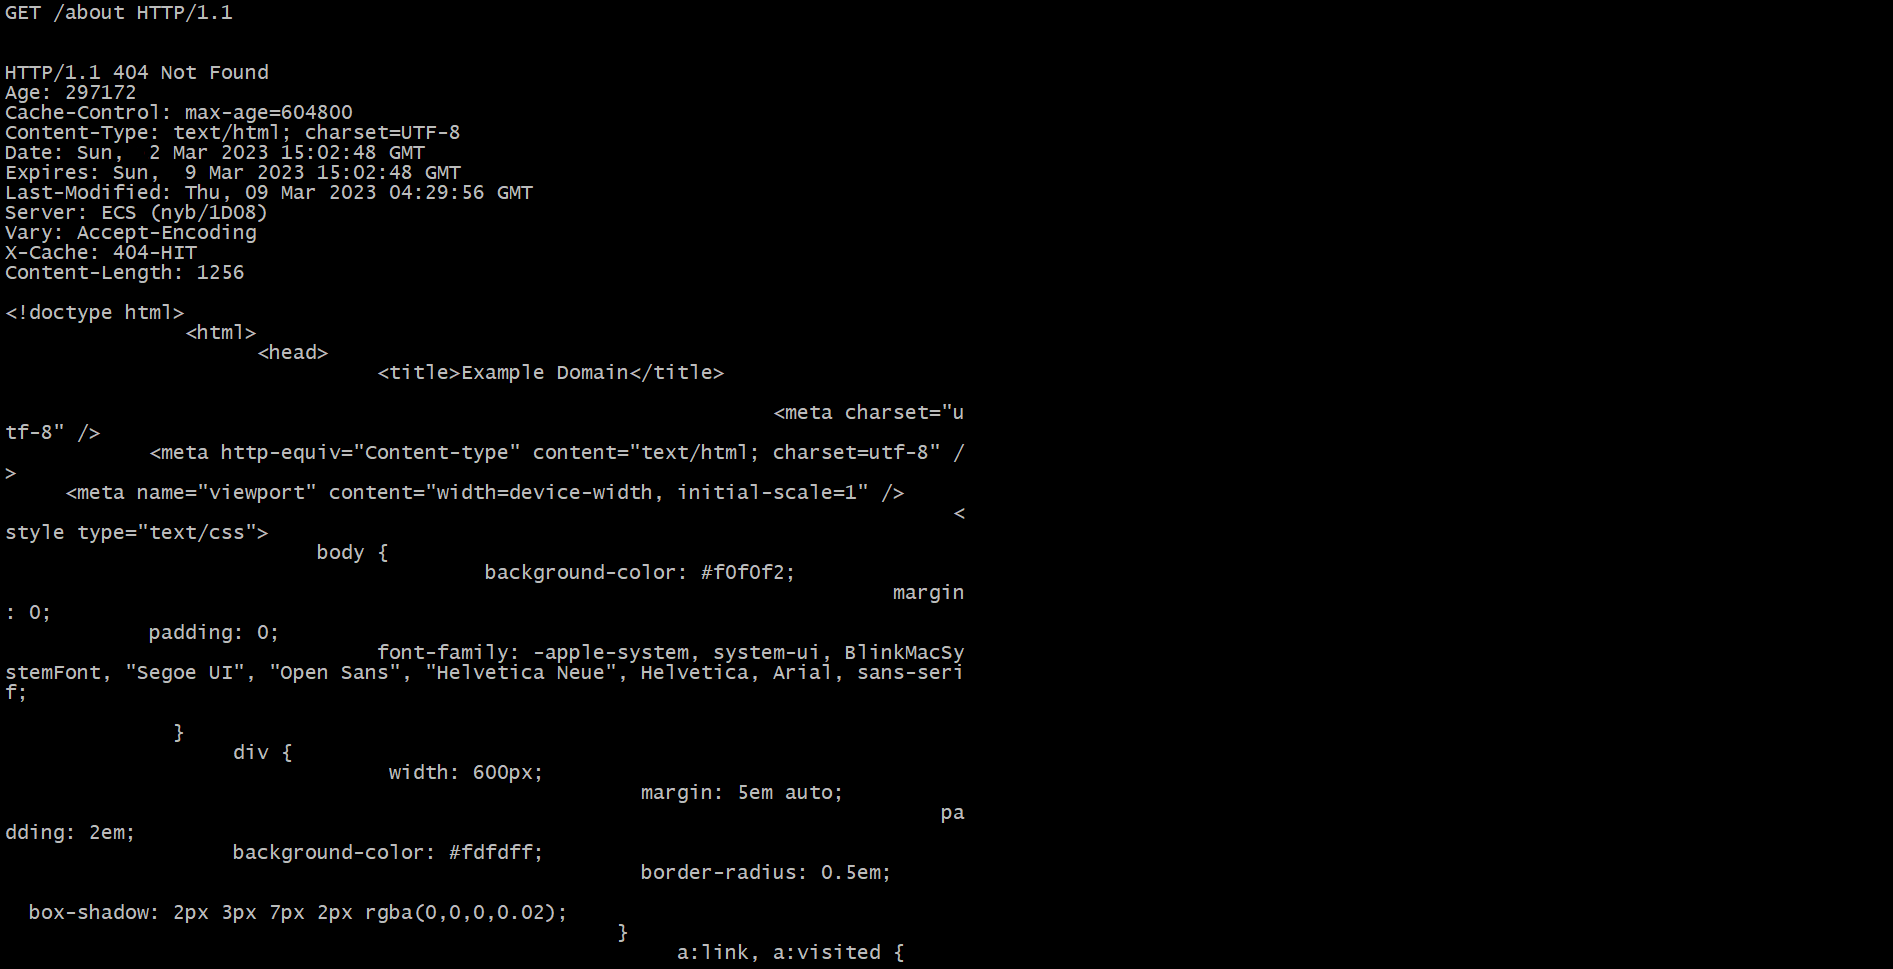 GET /about HTTP/1.1
HTTP/1.1 404 Not Found
Age: 297172
Cache-Control: max-age=604800
Content-Type: text/html; charset=UTF-8
Date: Sun,  2 Mar 2023 15:02:48 GMT
Expires: Sun,  9 Mar 2023 15:02:48 GMT
Last-Modified: Thu, 09 Mar 2023 04:29:56 GMT
Server: ECS (nyb/1D08)
Vary: Accept-Encoding
X-Cache: 404-HIT
Content-Length: 1256
<!doctype html>
<html>
<head>
<title>Example Domain</title>
<meta charset="u
tf-8" />
<meta http-equiv="Content-type" content="text/html; charset=utf-8" /
>
<meta name="viewport" content="width=device-width, initial-scale=1" />
<
style type="text/css">
body {
background-color: #f0f0f2;
margin
: 0;
padding: 0;
font-family: -apple-system, system-ui, BlinkMacSy
stemFont, "Segoe UI", "Open Sans", "Helvetica Neue", Helvetica, Arial, sans-seri
f;
}
div {
width: 600px;
margin: 5em auto;
pa
dding: 2em;
background-color: #fdfdff;
border-radius: 0.5em;
box-shadow: 2px 3px 7px 2px rgba(0,0,0,0.02);
}
a:link, a:visited {